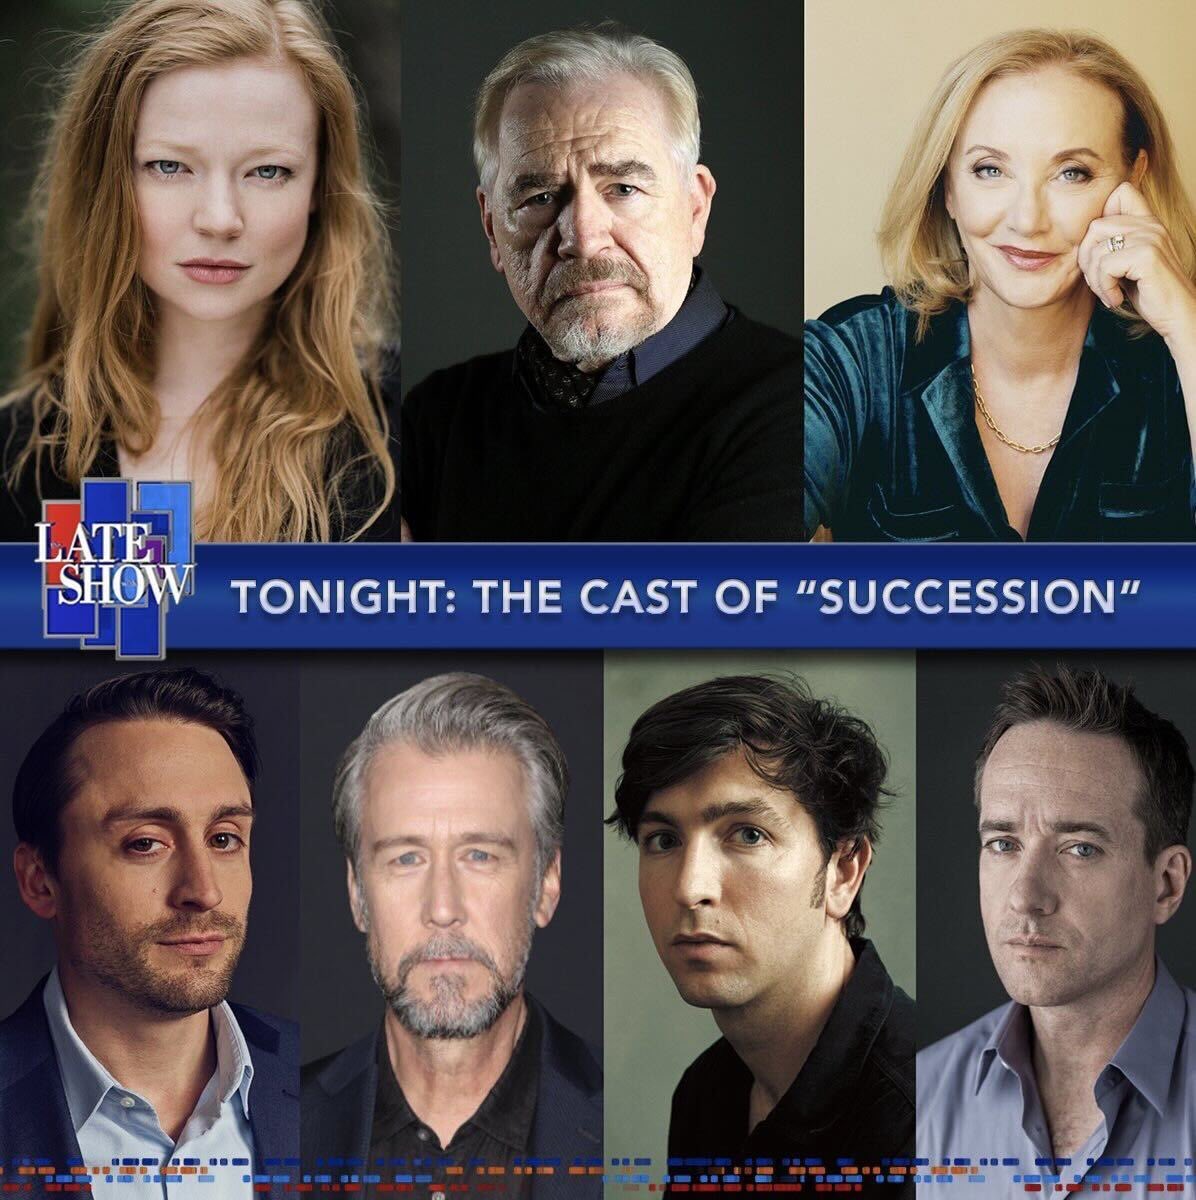 LATE
SHOW
TONIGHT: THE CAST OF “SUCCESSION“